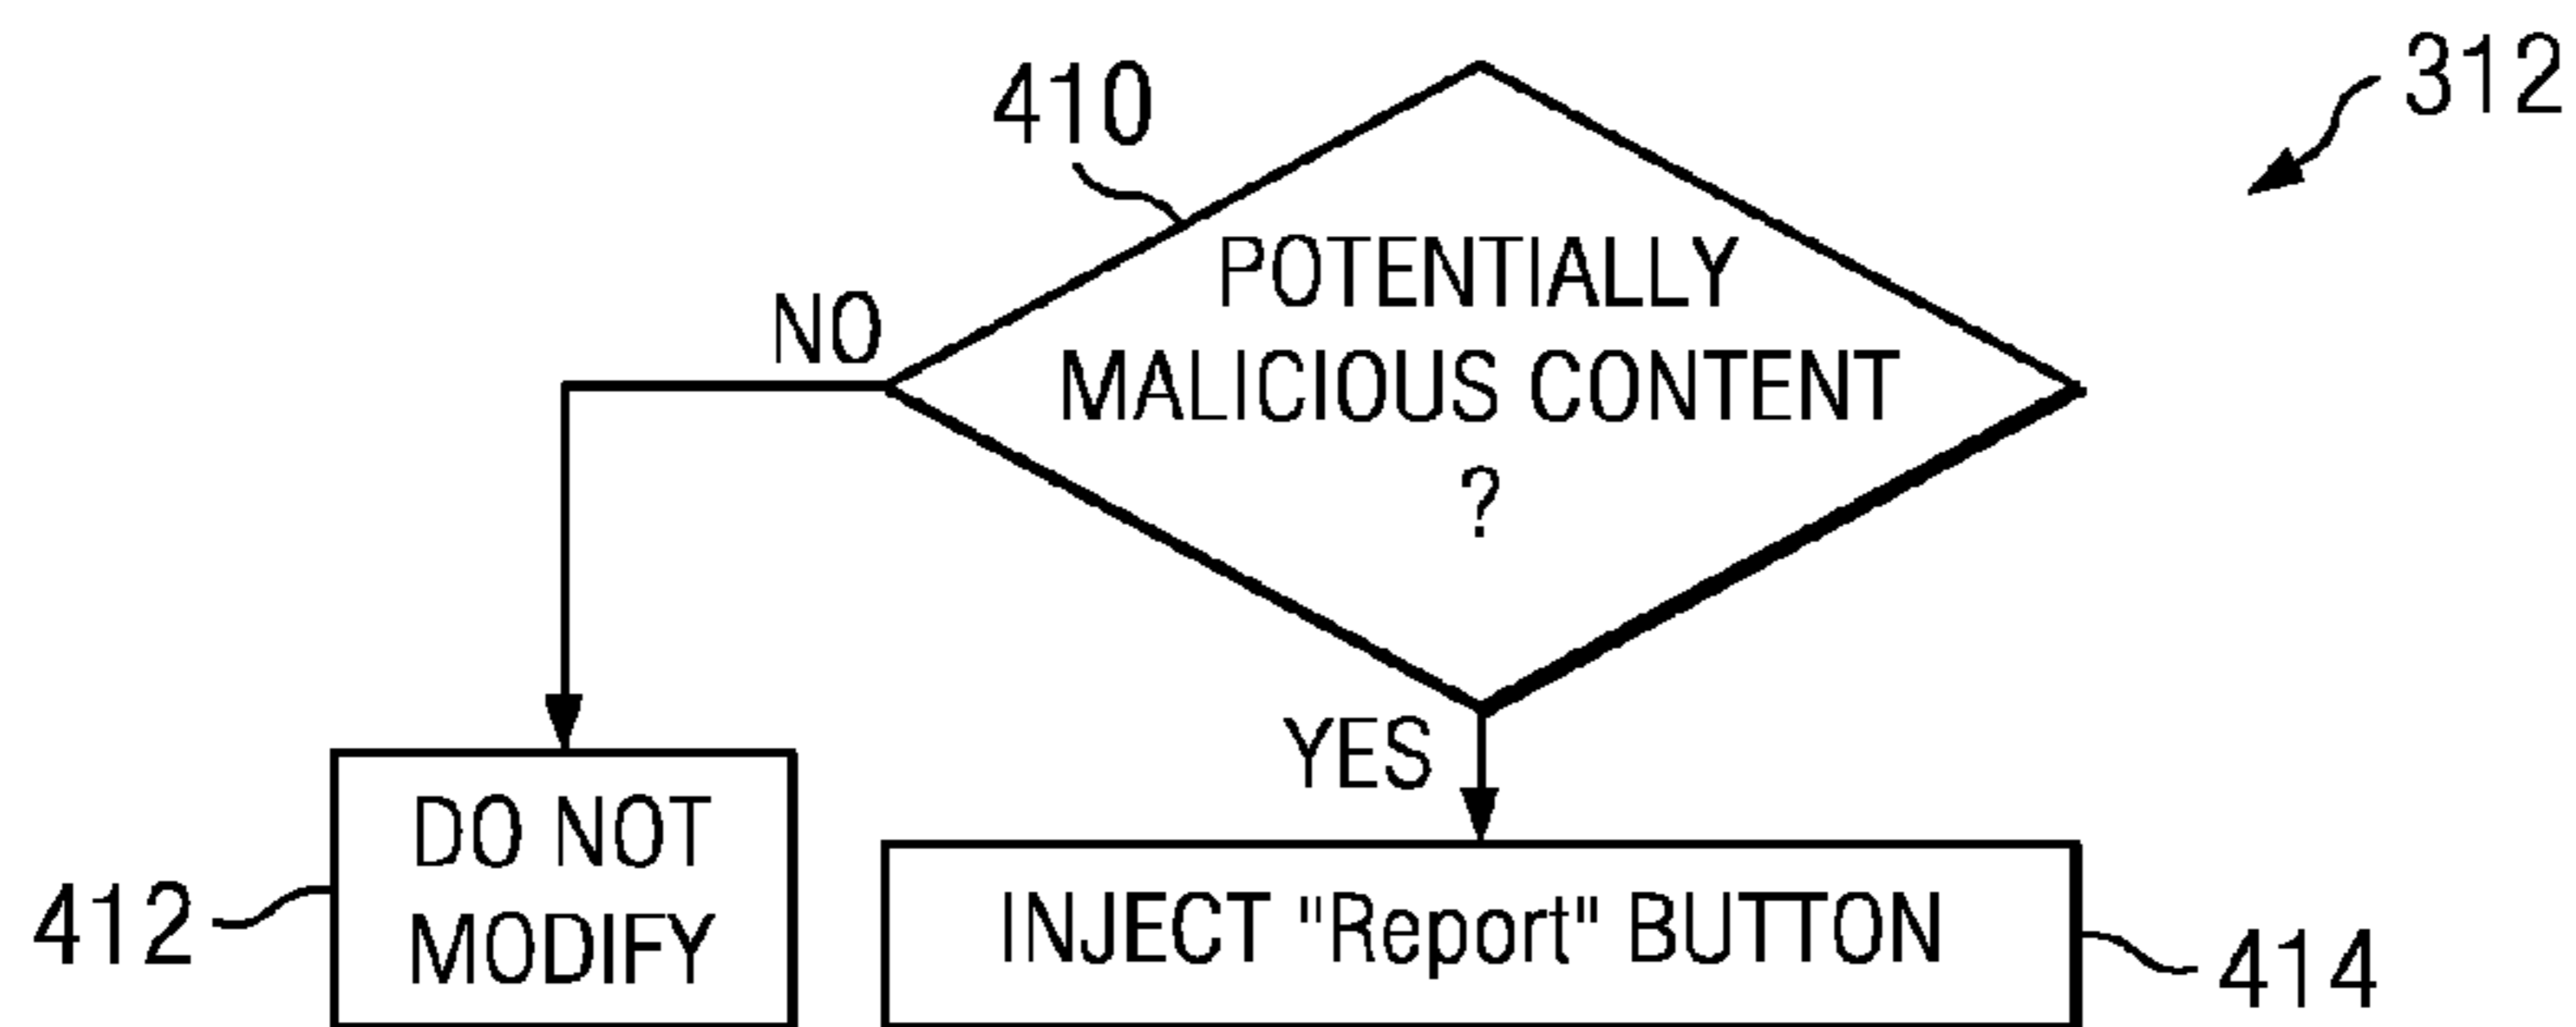 312
410
POTENTIALLY
MALICIOUS CONTENT
?
NO
YES
DO NOT
MODIFY
412
INJECT "Report" BUTTON
414